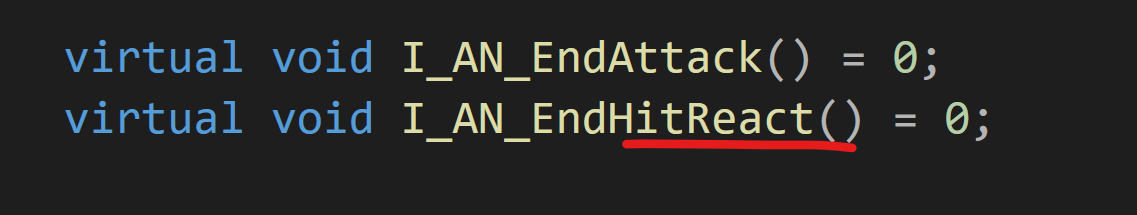 virtual void I_AN_EndAttack() = 0;
virtual void I_AN_EndHitReact() = 0;